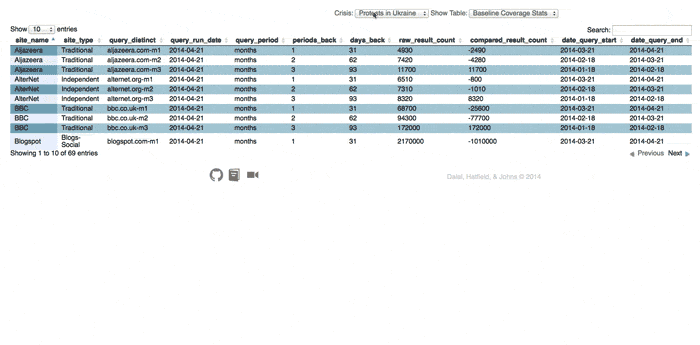 Crisis: Protests in Ukraine Show Table: Baseline Coverage Stats
Show 10 entries Search:
site_name site_type query_distinct query_run_date query_period periods_back days_back raw_result_count compared_result_count date_query_start date_query_end
Aljazeera Traditional aljazeera.com-m1 2014-04-21 months 1 31 4930 -2490 2014-03-21 2014-04-21
Aljazeera Traditional aljazeera.com-m2 2014-04-21 months 2 62 7420 -4280 2014-02-18 2014-03-21
Aljazeera Traditional aljazeera.com-m3 2014-04-21 months 3 93 11700 11700 2014-01-18 2014-02-18
AlterNet Independent alternet.org-m1 2014-04-21 months 1 31 6510 -800 2014-03-21 2014-04-21
AlterNet Independent alternet.org-m2 2014-04-21 months 2 62 7310 -1010 2014-02-18 2014-03-21
AlterNet Independent alternet.org-m3 2014-04-21 months 3 93 8320 8320 2014-01-18 2014-02-18
BBC Traditional bbc.co.uk-m1 2014-04-21 months 1 31 68700 -25600 2014-03-21 2014-04-21
BBC Traditional bbc.co.uk-m2 2014-04-21 months 2 62 94300 -77700 2014-02-18 2014-03-21
BBC Traditional bbc.co.uk-m3 2014-04-21 months 3 93 172000 172000 2014-01-18 2014-02-18
Blogspot Blogs-Social blogspot.com-m1 2014-04-21 months 1 31 2170000 -1010000 2014-03-21 2014-04-21
Showing 1 to 10 of 69 entries Previous Next
Dalal, Hatfield, & Johne © 2014